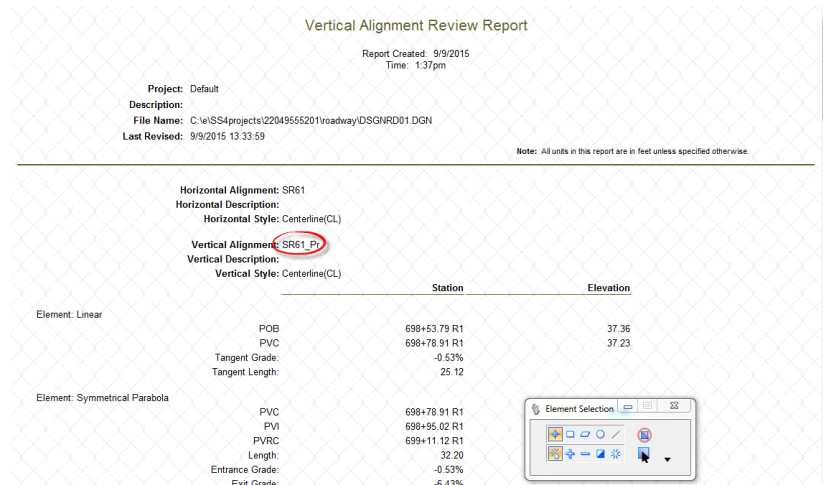 Vertical Alignment Review Report
Report Created: 9/9/2015
Time: 1:37pm
Project: Default
Description:
File Name: C:\e\SS4projects\22049555201\roadway\DSGNRD01.DGN
Last Revised: 9/9/2015 13:33:59
Note: All units in this report are in feet unless specified otherwise.
Horizontal Alignment: SR61
Horizontal Description:
Horizontal Style: Centerline(CL)
Vertical Alignment: SR61_Pr
Vertical Description:
Vertical Style: Centerline(CL)
Station Elevation
Element: Linear
POB 698+53.79 R1 37.36
PVC 698+78.91 R1 37.23
Tangent Grade: -0.53%
Tangent Length: 25.12
Element: Symmetrical Parabola
PVC 698+78.91 R1
PVI 698+95.02 R1
PVRC 699+11.12 R1
Length: 32.20
Entrance Grade: -0.53%
Exit Grade: -6.43%
Element Selection